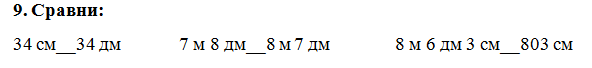 9. Сравни:
34 см__34 дм 7 м 8 дм__8 м 7 дм 8 м 6 дм 3 см__803 см